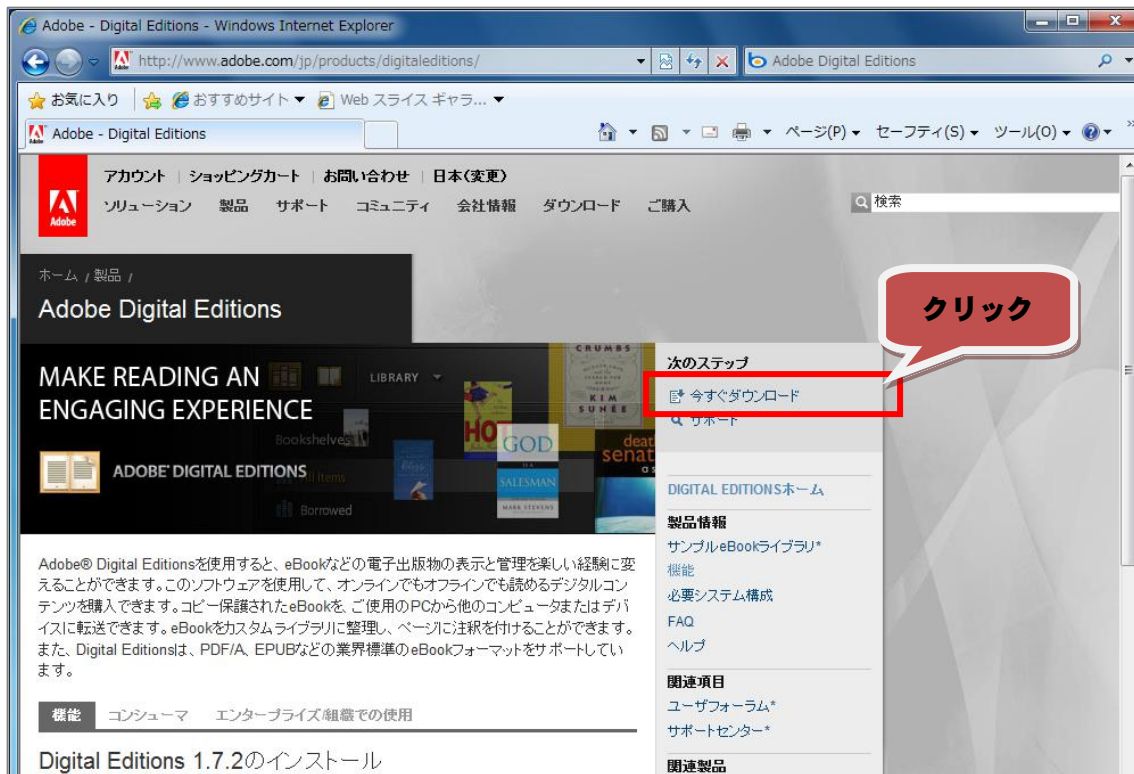 Adobe - Digital Editions - Windows Internet Explorer
http://www.adobe.com/jp/products/digitaleditions/
Adobe Digital Editions
お気に入り
おすすめサイト
Web スライス ギャラ...
Adobe - Digital Editions
ページ(P)
セーフティ(S)
ツール(O)
アカウント | ショッピングカート | お問い合わせ | 日本(変更)
Adobe
ソリューション 製品 サポート コミュニティ 会社情報 ダウンロード ご購入
検索
ホーム / 製品 /
Adobe Digital Editions
クリック
MAKE READING AN
ENGAGING EXPERIENCE
ADOBE® DIGITAL EDITIONS
LIBRARY
Bookshelves
All Items
Borrowed
CRUMBS
KIM
SUNÉE
HOT
GOD
IS A
SALESMAN
MARK STEVENS
death
senat
a s
次のステップ
今すぐダウンロード
サポート
DIGITAL EDITIONSホーム
製品情報
サンプルeBookライブラリ*
機能
必要システム構成
FAQ
ヘルプ
関連項目
ユーザフォーラム*
サポートセンター*
関連製品
Adobe® Digital Editionsを使用すると、eBookなどの電子出版物の表示と管理を楽しい経験に変
えることができます。このソフトウェアを使用して、オンラインでもオフラインでも読めるデジタルコン
テンツを購入できます。コピー保護されたeBookを、ご使用のPCから他のコンピュータまたはデバ
イスに転送できます。eBookをカスタムライブラリに整理し、ページに注釈を付けることができます。
また、Digital Editionsは、PDF/A、EPUBなどの業界標準のeBookフォーマットをサポートしてい
ます。
機能 コンシューマ エンタープライズ/組織での使用
Digital Editions 1.7.2のインストール